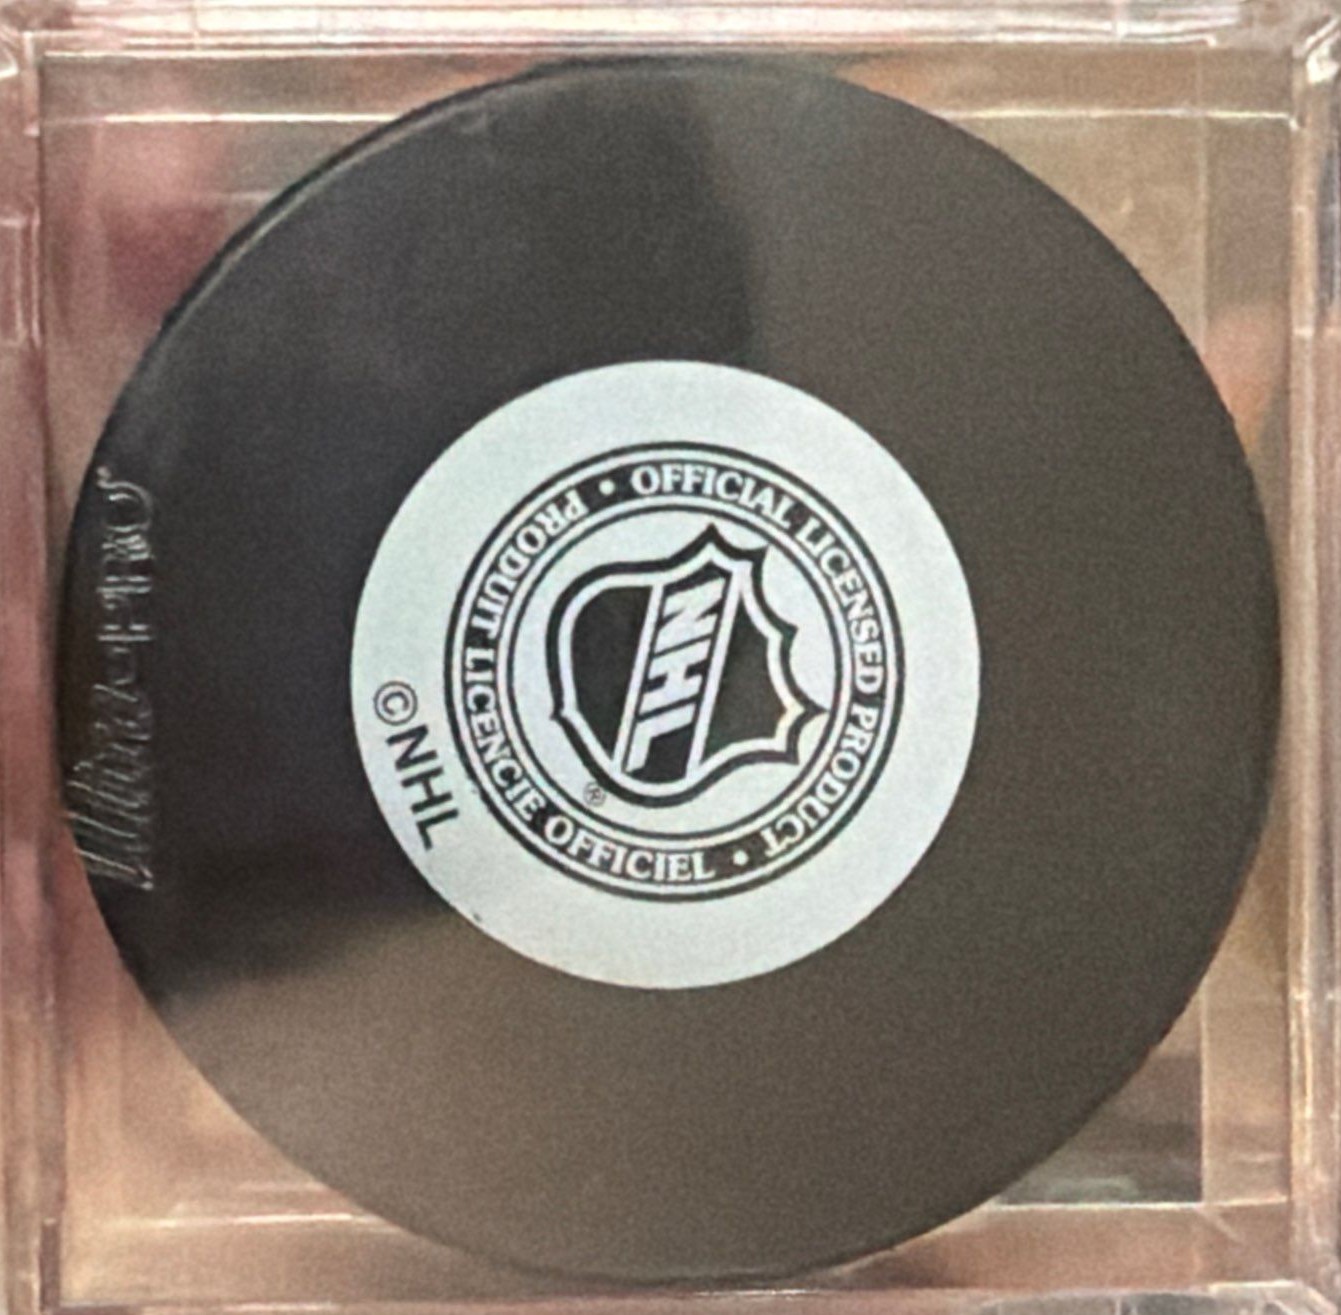 OFFICIAL LICENSED PRODUCT •
PRODUIT LICENCIE OFFICIEL •
NHL
®
©NHL